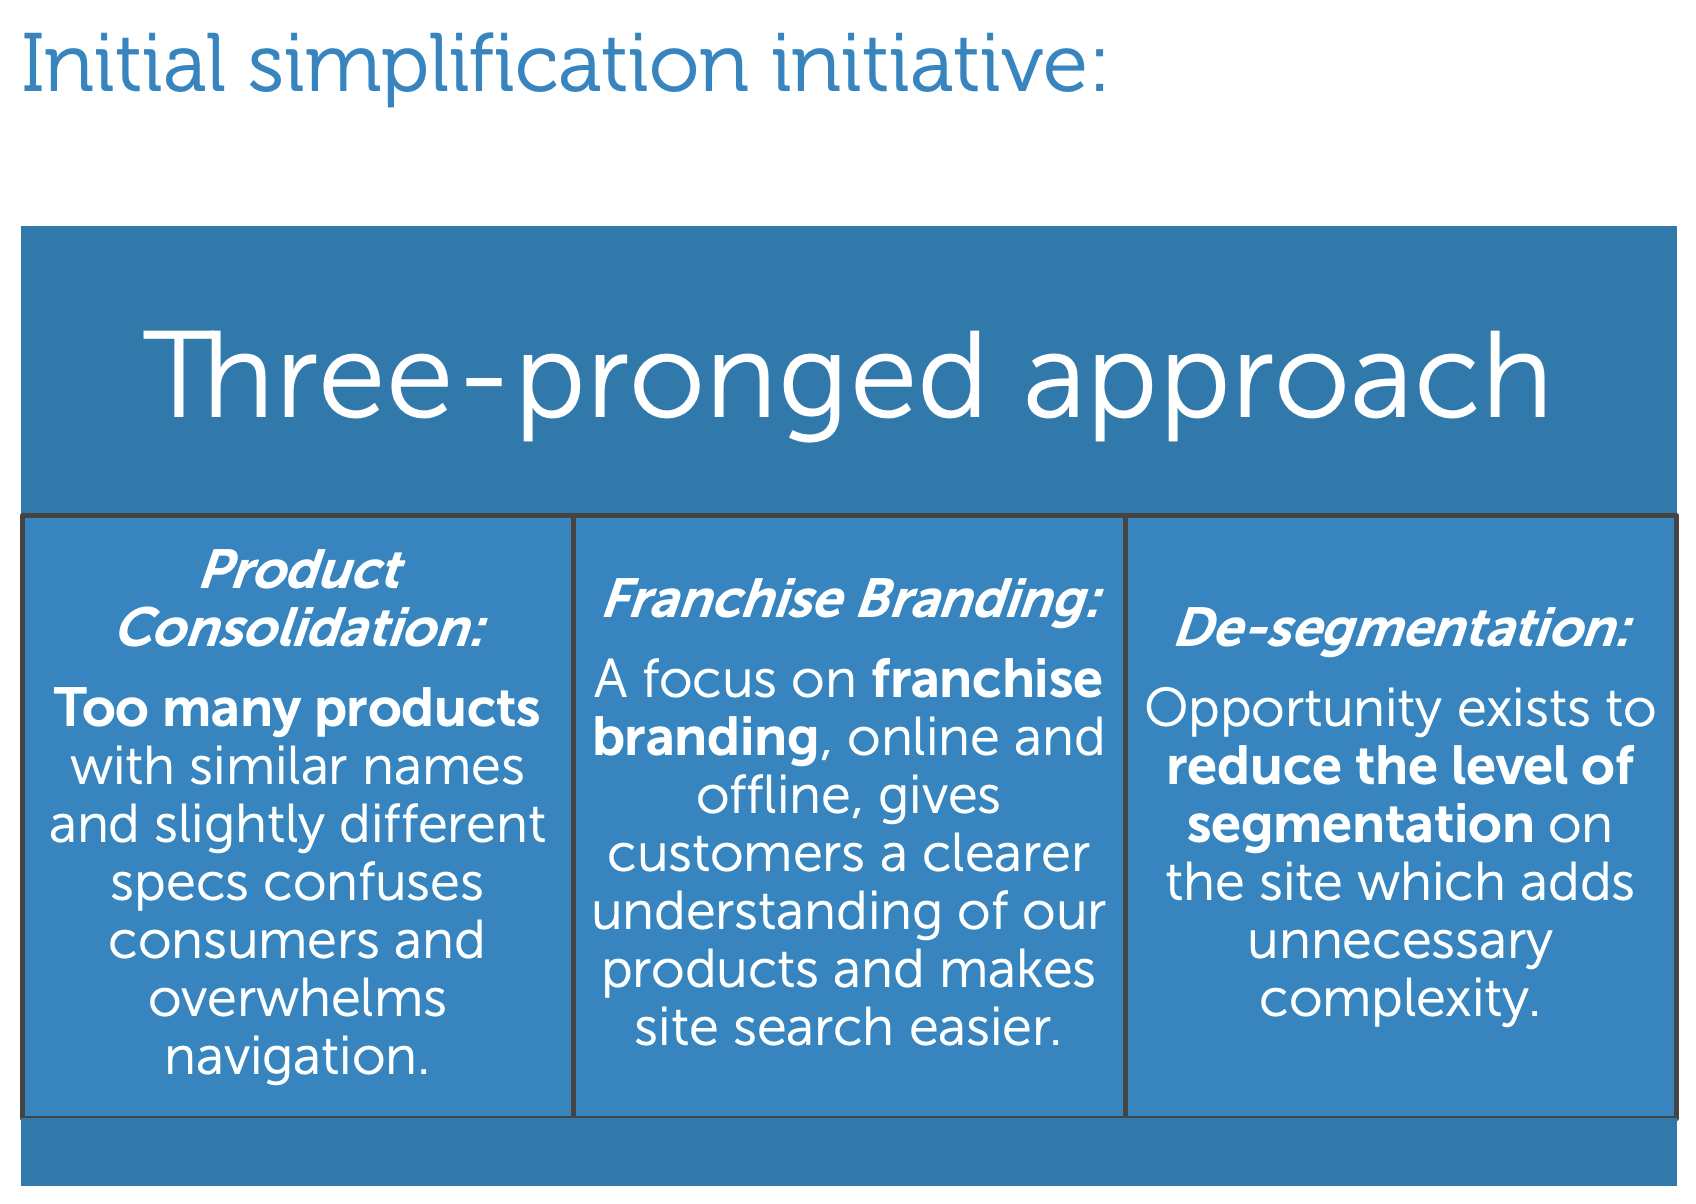 Initial simplification initiative:
Three-pronged approach
Product
Consolidation:
Too many products
with similar names
and slightly different
specs confuses
consumers and
overwhelms
navigation.
Franchise Branding:
A focus on franchise
branding, online and
offline, gives
customers a clearer
understanding of our
products and makes
site search easier.
De-segmentation:
Opportunity exists to
reduce the level of
segmentation on
the site which adds
unnecessary
complexity.